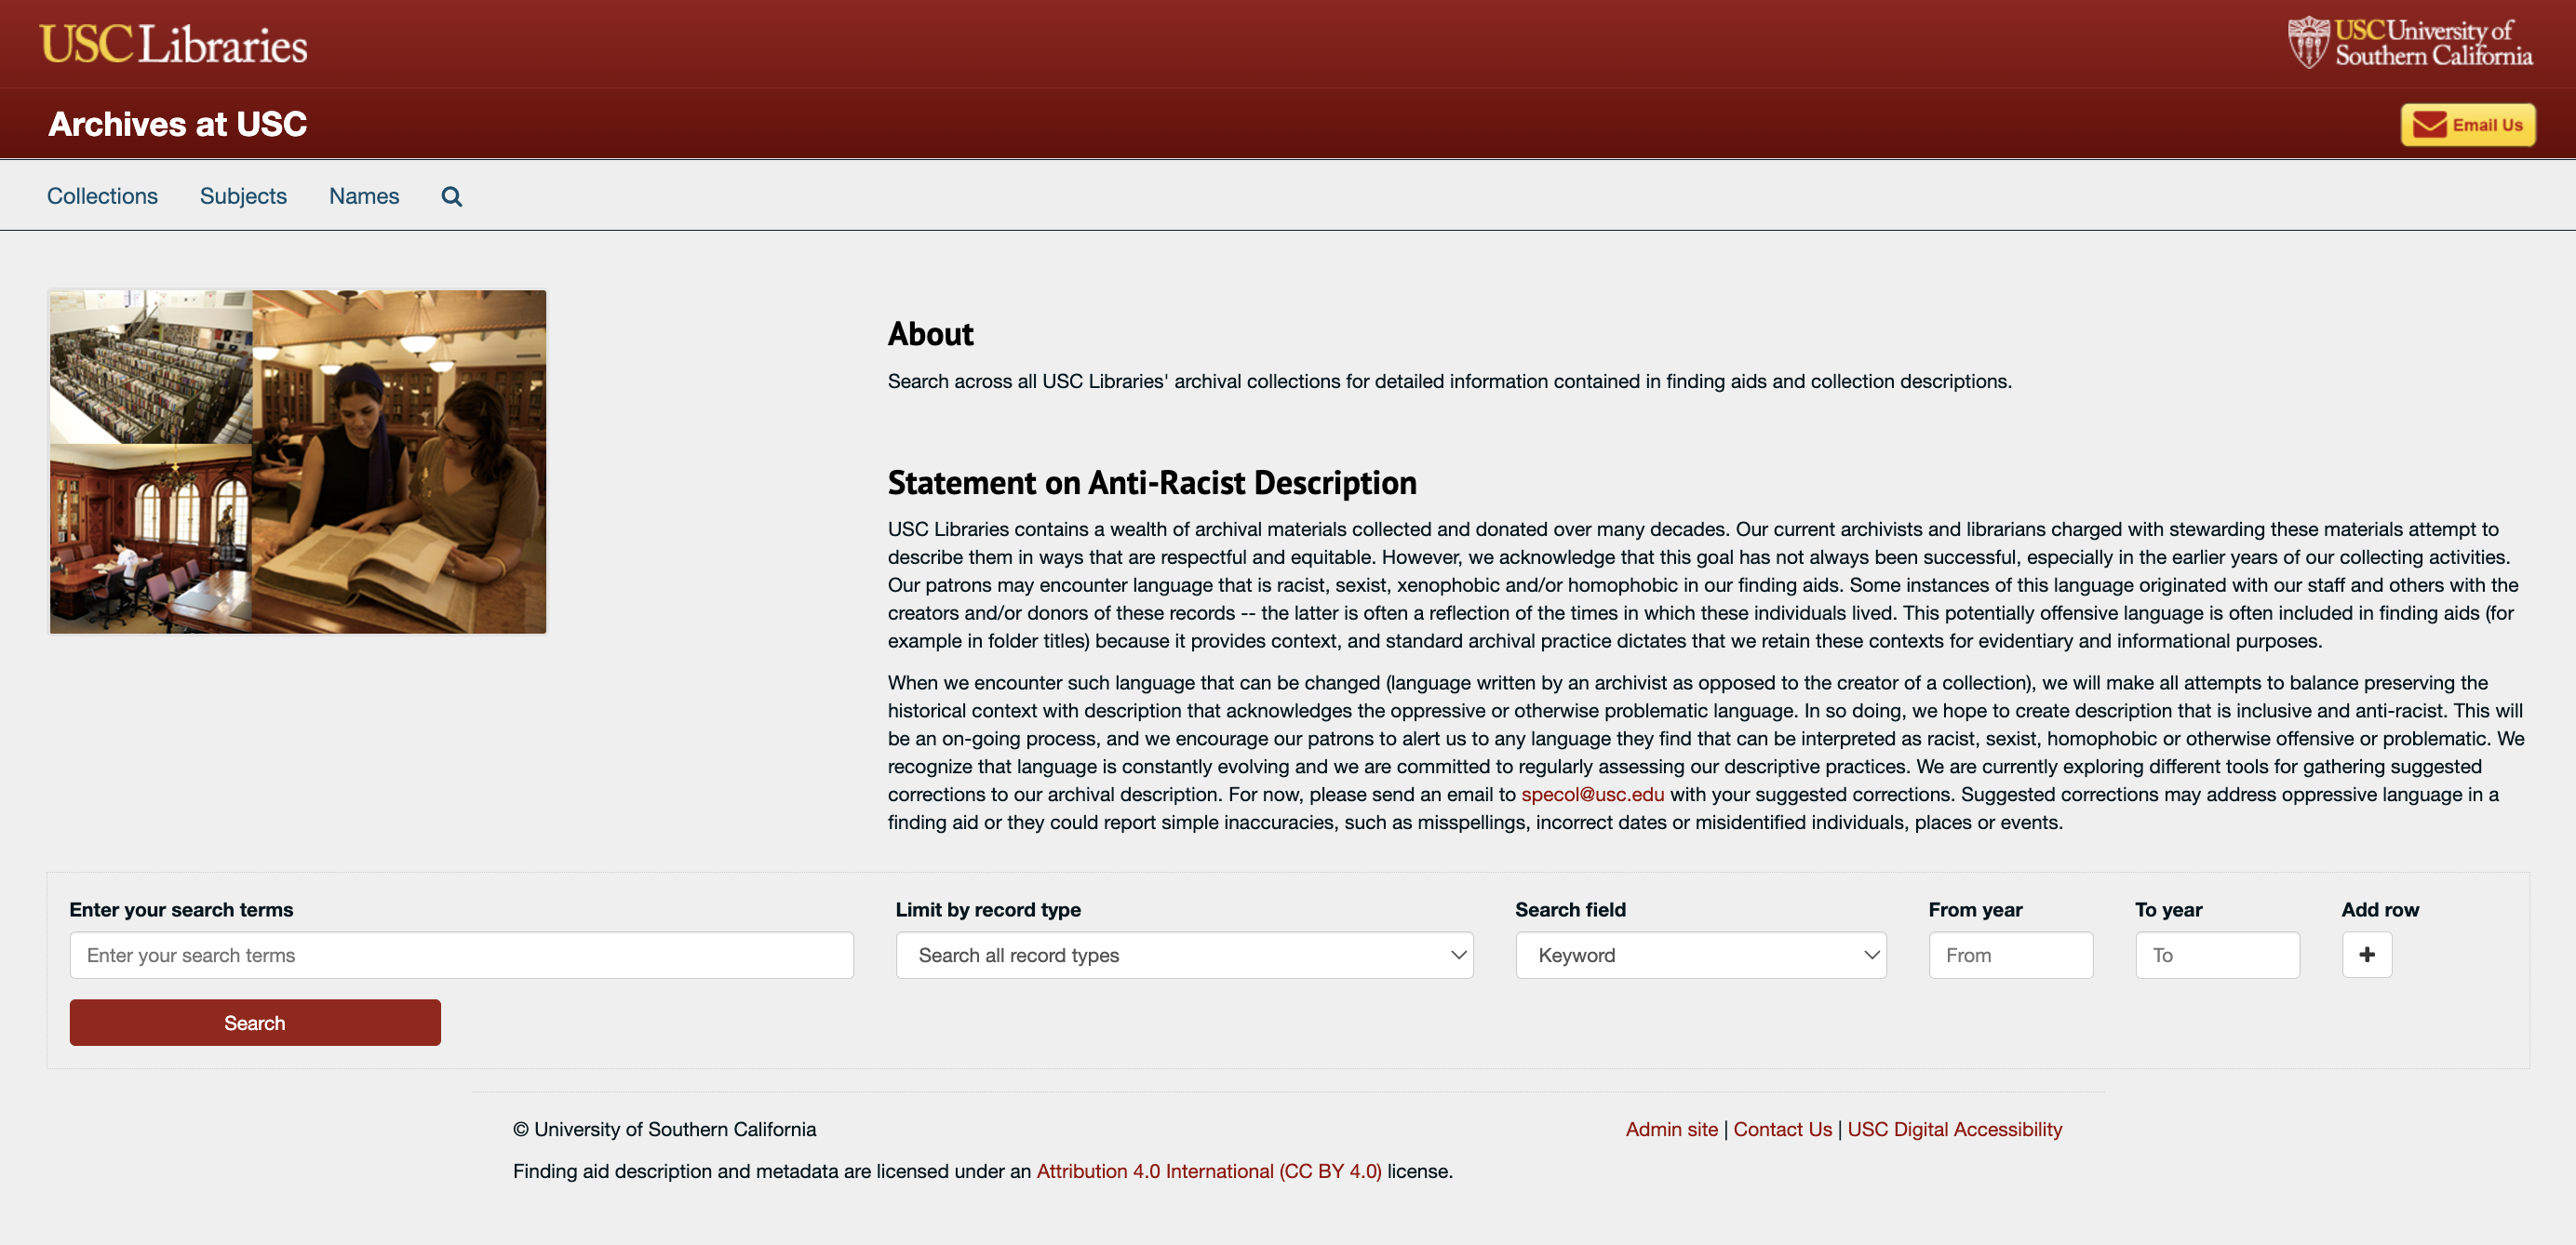 USC Libraries
USC University of
Southern California
Archives at USC
Email Us
Collections
Subjects
Names
About
Search across all USC Libraries' archival collections for detailed information contained in finding aids and collection descriptions.
Statement on Anti-Racist Description
USC Libraries contains a wealth of archival materials collected and donated over many decades. Our current archivists and librarians charged with stewarding these materials attempt to
describe them in ways that are respectful and equitable. However, we acknowledge that this goal has not always been successful, especially in the earlier years of our collecting activities.
Our patrons may encounter language that is racist, sexist, xenophobic and/or homophobic in our finding aids. Some instances of this language originated with our staff and others with the
creators and/or donors of these records -- the latter is often a reflection of the times in which these individuals lived. This potentially offensive language is often included in finding aids (for
example in folder titles) because it provides context, and standard archival practice dictates that we retain these contexts for evidentiary and informational purposes.
When we encounter such language that can be changed (language written by an archivist as opposed to the creator of a collection), we will make all attempts to balance preserving the
historical context with description that acknowledges the oppressive or otherwise problematic language. In so doing, we hope to create description that is inclusive and anti-racist. This will
be an on-going process, and we encourage our patrons to alert us to any language they find that can be interpreted as racist, sexist, homophobic or otherwise offensive or problematic. We
recognize that language is constantly evolving and we are committed to regularly assessing our descriptive practices. We are currently exploring different tools for gathering suggested
corrections to our archival description. For now, please send an email to specol@usc.edu with your suggested corrections. Suggested corrections may address oppressive language in a
finding aid or they could report simple inaccuracies, such as misspellings, incorrect dates or misidentified individuals, places or events.
Enter your search terms
Limit by record type
Search field
From year
To year
Add row
Enter your search terms
Search all record types
Keyword
From
To
Search
© University of Southern California
Admin site | Contact Us | USC Digital Accessibility
Finding aid description and metadata are licensed under an Attribution 4.0 International (CC BY 4.0) license.